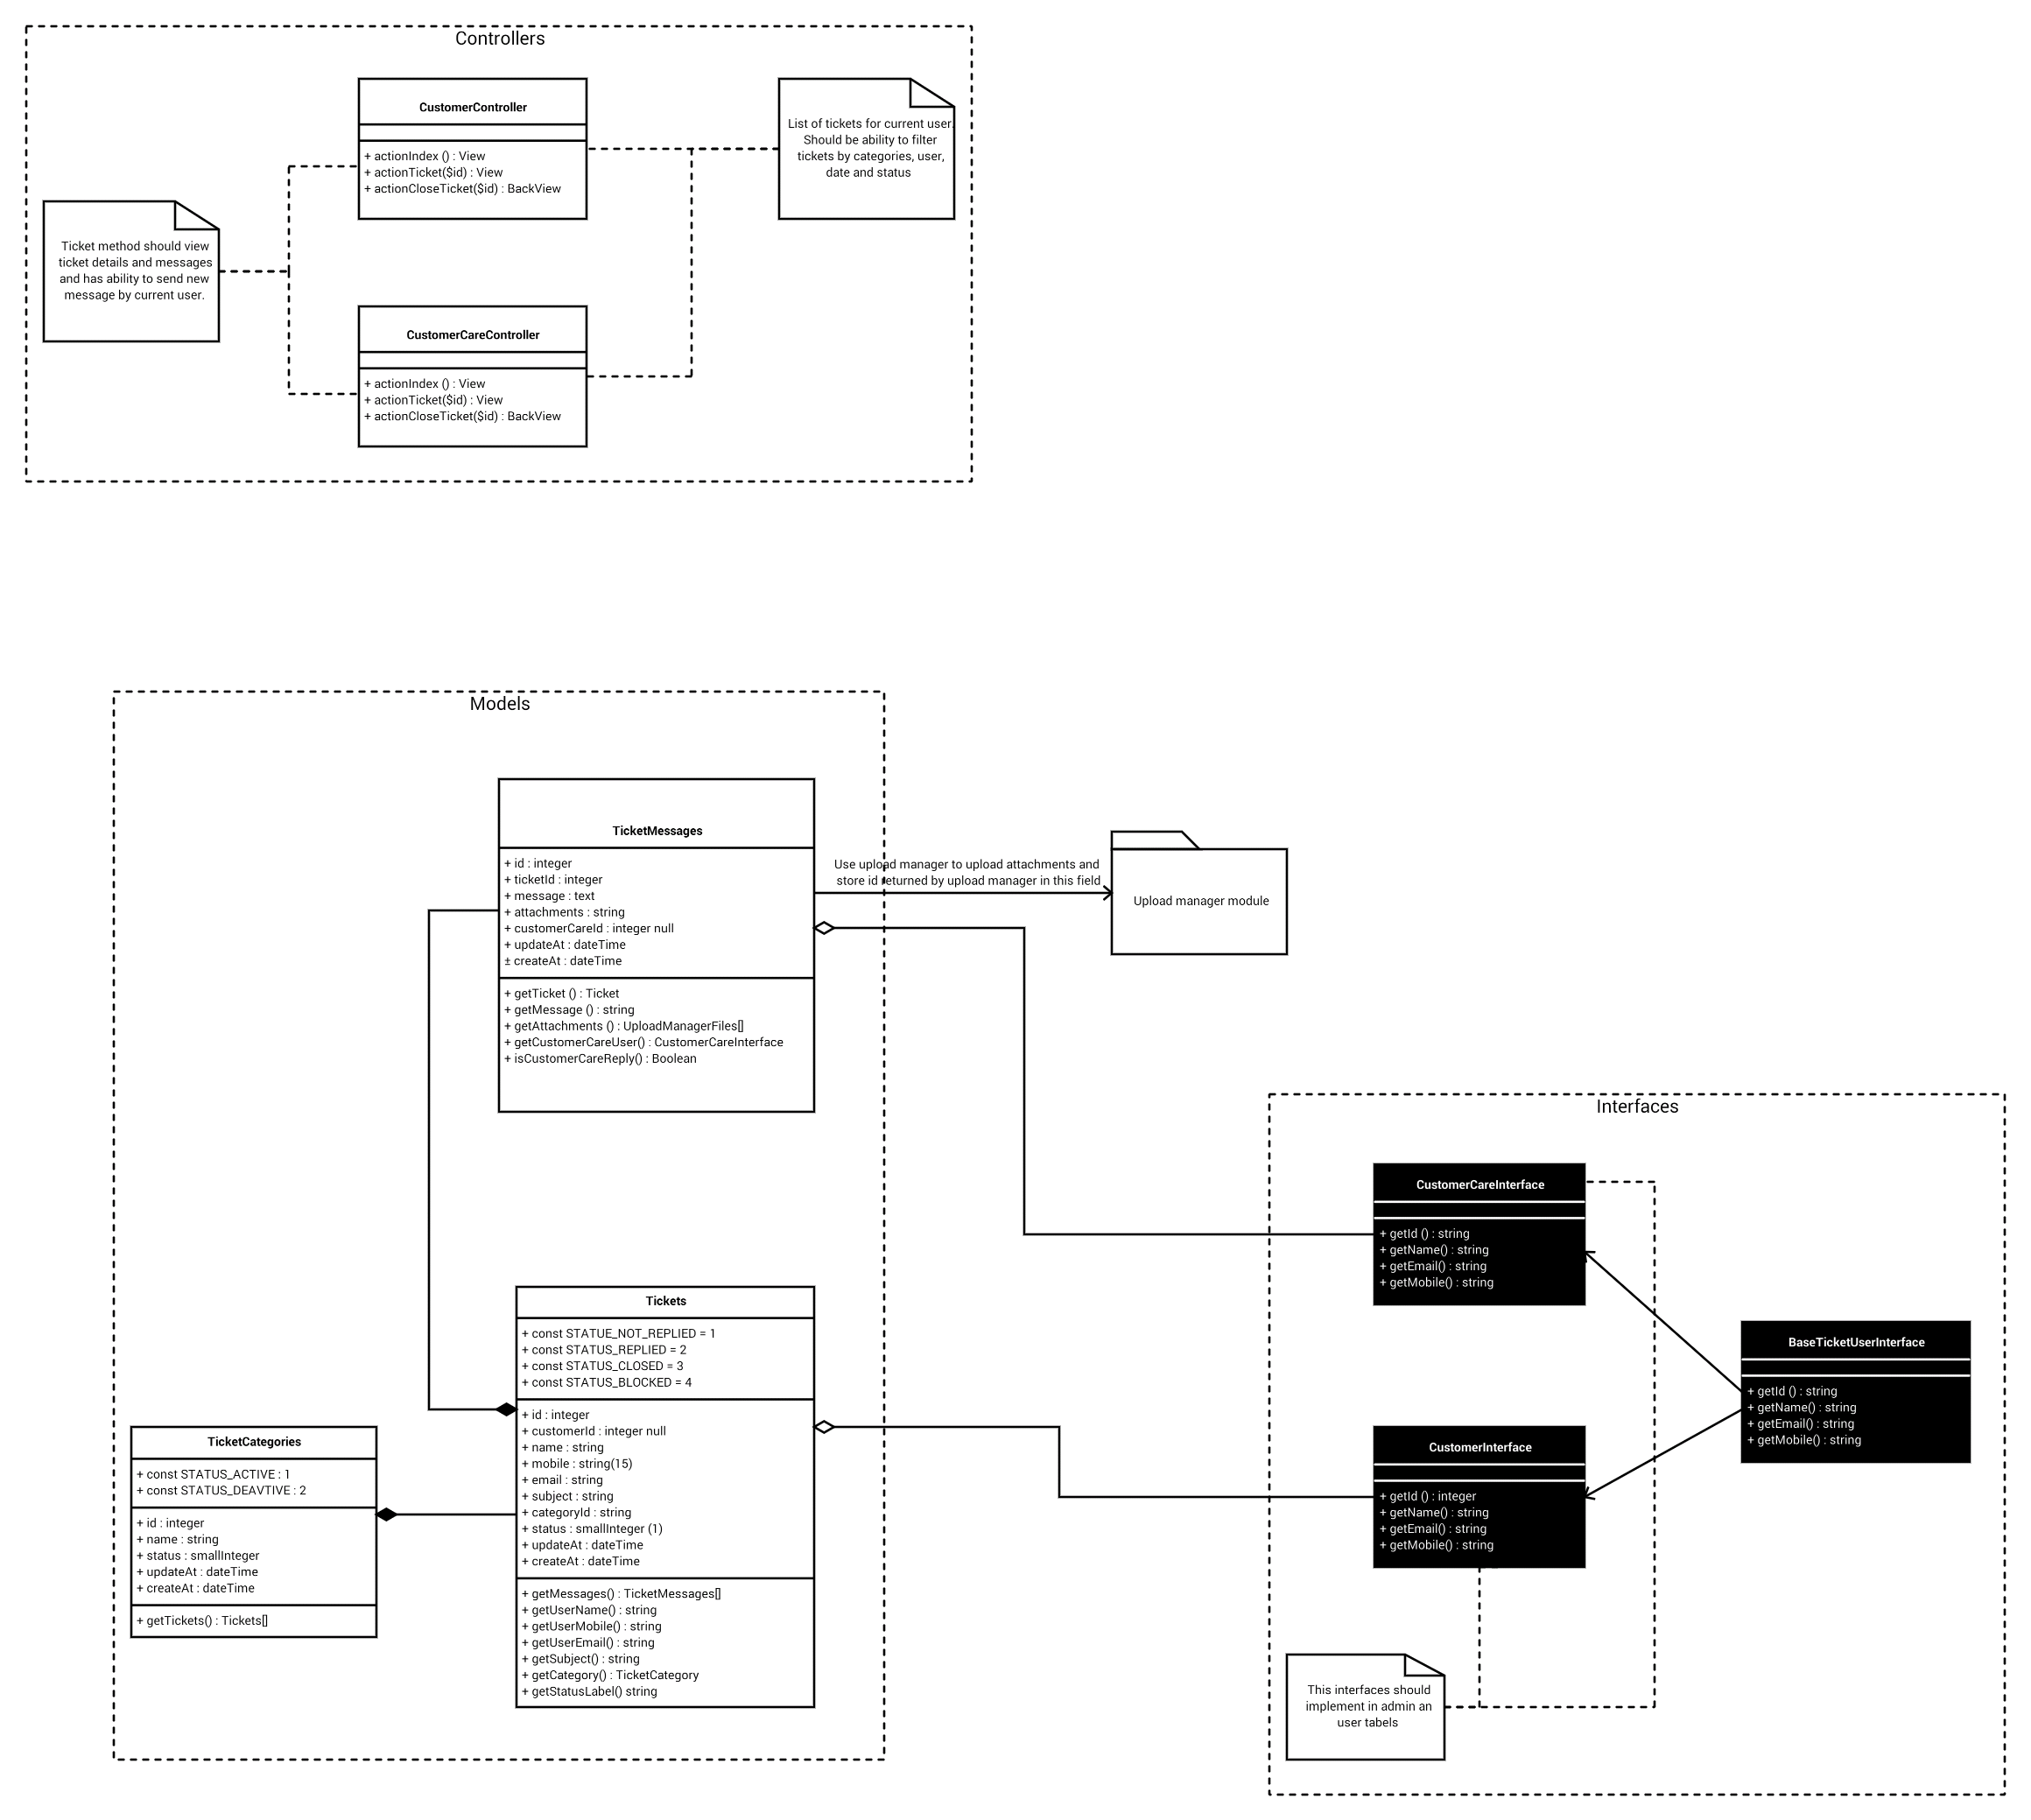 Controllers
CustomerController
+ actionIndex () : View
+ actionTicket($id) : View
+ actionCloseTicket($id) : BackView
List of tickets for current user.
Should be ability to filter
tickets by categories, user,
date and status
Ticket method should view
ticket details and messages
and has ability to send new
message by current user.
CustomerCareController
+ actionIndex () : View
+ actionTicket($id) : View
+ actionCloseTicket($id) : BackView
Models
TicketMessages
+ id : integer
+ ticketId : integer
+ message : text
+ attachments : string
+ customerCareId : integer null
+ updateAt : dateTime
± createAt : dateTime
+ getTicket () : Ticket
+ getMessage () : string
+ getAttachments () : UploadManagerFiles[]
+ getCustomerCareUser() : CustomerCareInterface
+ isCustomerCareReply() : Boolean
Use upload manager to upload attachments and
store id returned by upload manager in this field
Upload manager module
Tickets
+ const STATUE_NOT_REPLIED = 1
+ const STATUS_REPLIED = 2
+ const STATUS_CLOSED = 3
+ const STATUS_BLOCKED = 4
+ id : integer
+ customerId : integer null
+ name : string
+ mobile : string(15)
+ email : string
+ subject : string
+ categoryId : string
+ status : smallInteger (1)
+ updateAt : dateTime
+ createAt : dateTime
+ getMessages() : TicketMessages[]
+ getUserName() : string
+ getUserMobile() : string
+ getUserEmail() : string
+ getSubject() : string
+ getCategory() : TicketCategory
+ getStatusLabel() string
TicketCategories
+ const STATUS_ACTIVE : 1
+ const STATUS_DEAVTIVE : 2
+ id : integer
+ name : string
+ status : smallInteger
+ updateAt : dateTime
+ createAt : dateTime
+ getTickets() : Tickets[]
Interfaces
CustomerCareInterface
+ getId () : string
+ getName() : string
+ getEmail() : string
+ getMobile() : string
BaseTicketUserInterface
+ getId () : string
+ getName() : string
+ getEmail() : string
+ getMobile() : string
CustomerInterface
+ getId () : integer
+ getName() : string
+ getEmail() : string
+ getMobile() : string
This interfaces should
implement in admin an
user tabels